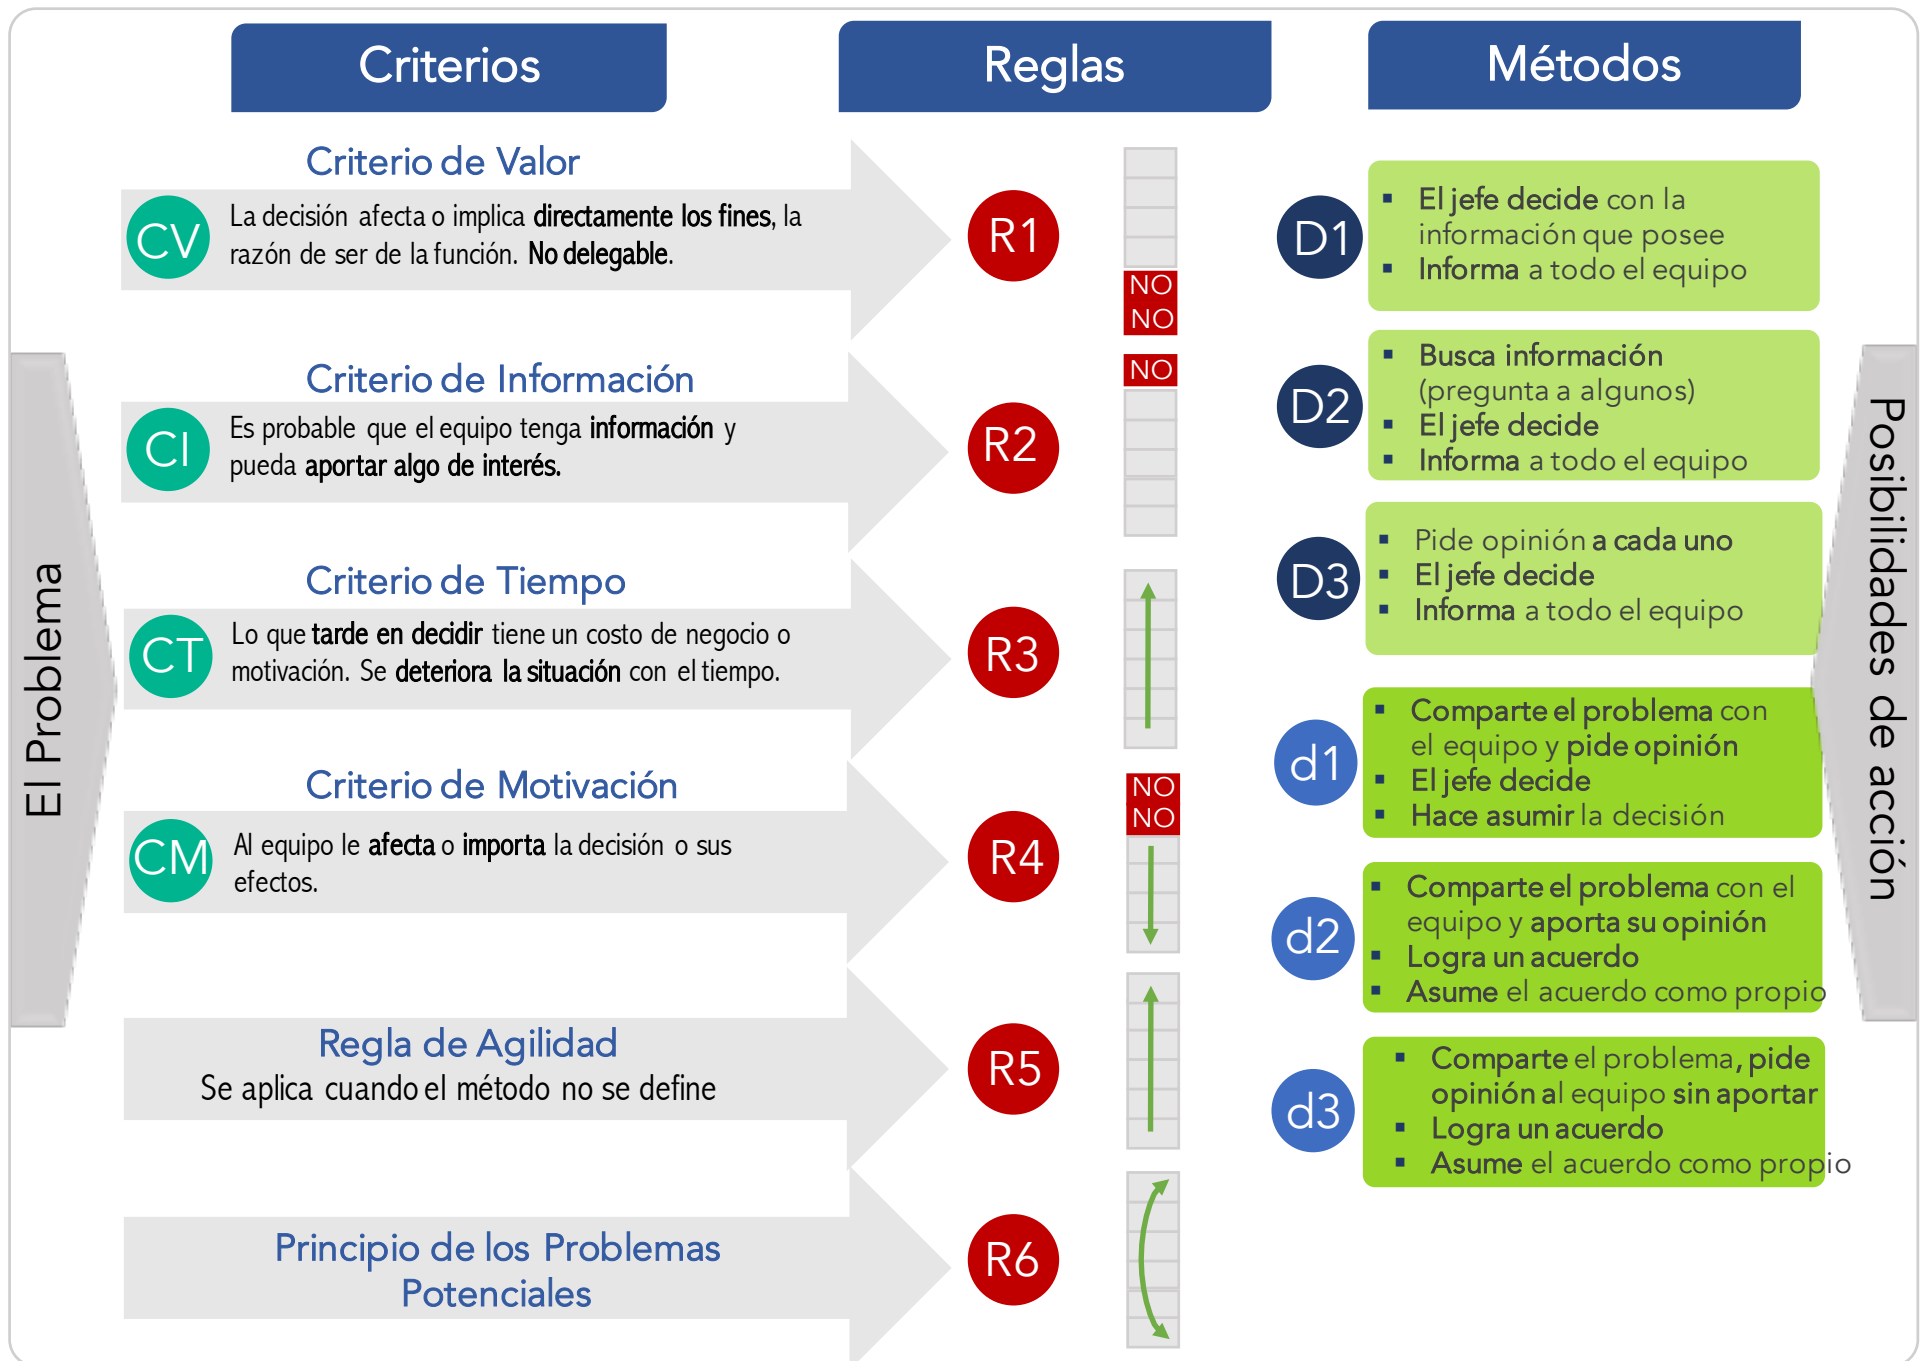 Criterios
Reglas
Métodos
El Problema
Criterio de Valor
CV
La decisión afecta o implica directamente los fines, la
razón de ser de la función. No delegable.
R1
NO
NO
Criterio de Información
CI
Es probable que el equipo tenga información y
pueda aportar algo de interés.
R2
NO
Criterio de Tiempo
CT
Lo que tarde en decidir tiene un costo de negocio o
motivación. Se deteriora la situación con el tiempo.
R3
Criterio de Motivación
CM
Al equipo le afecta o importa la decisión o sus
efectos.
R4
NO
NO
Regla de Agilidad
Se aplica cuando el método no se define
R5
Principio de los Problemas
Potenciales
R6
D1
▪ El jefe decide con la
información que posee
▪ Informa a todo el equipo
D2
▪ Busca información
(pregunta a algunos)
▪ El jefe decide
▪ Informa a todo el equipo
D3
▪ Pide opinión a cada uno
▪ El jefe decide
▪ Informa a todo el equipo
d1
▪ Comparte el problema con
el equipo y pide opinión
▪ El jefe decide
▪ Hace asumir la decisión
d2
▪ Comparte el problema con el
equipo y aporta su opinión
▪ Logra un acuerdo
▪ Asume el acuerdo como propio
d3
▪ Comparte el problema, pide
opinión al equipo sin aportar
▪ Logra un acuerdo
▪ Asume el acuerdo como propio
Posibilidades de acción